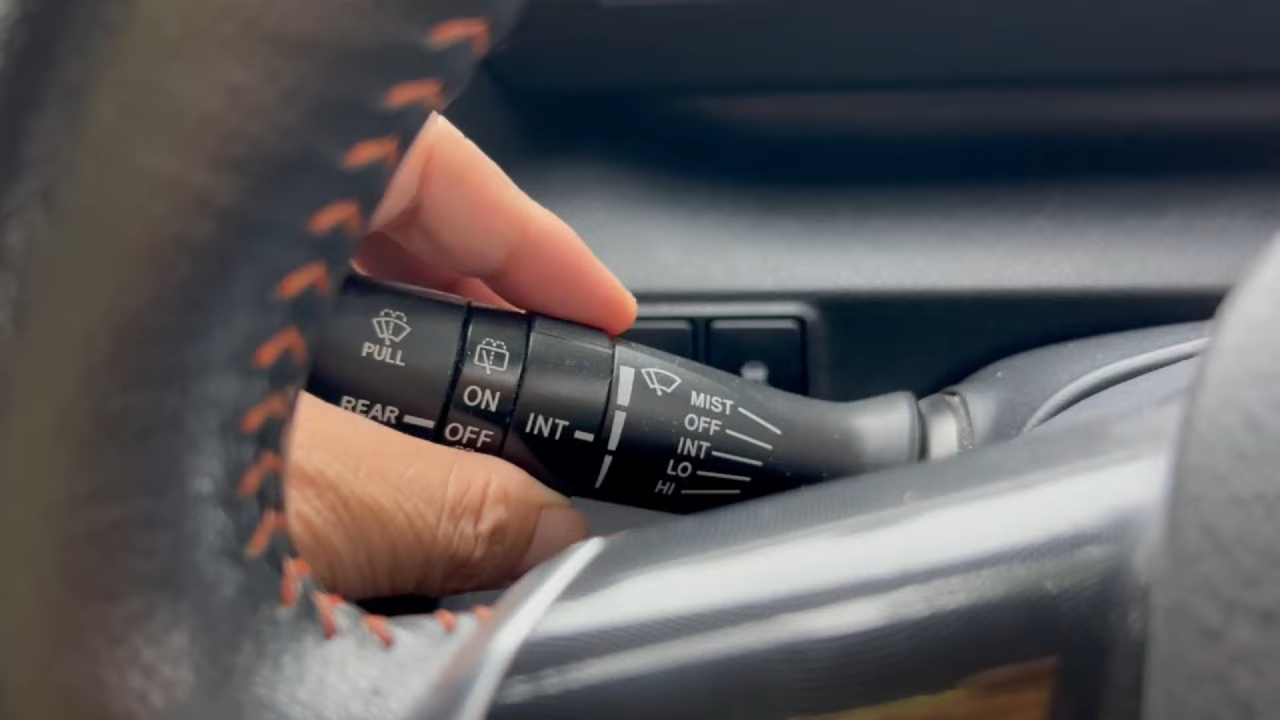 PULL
REAR
ON
OFF
INT
MIST
OFF
INT
LO
HI